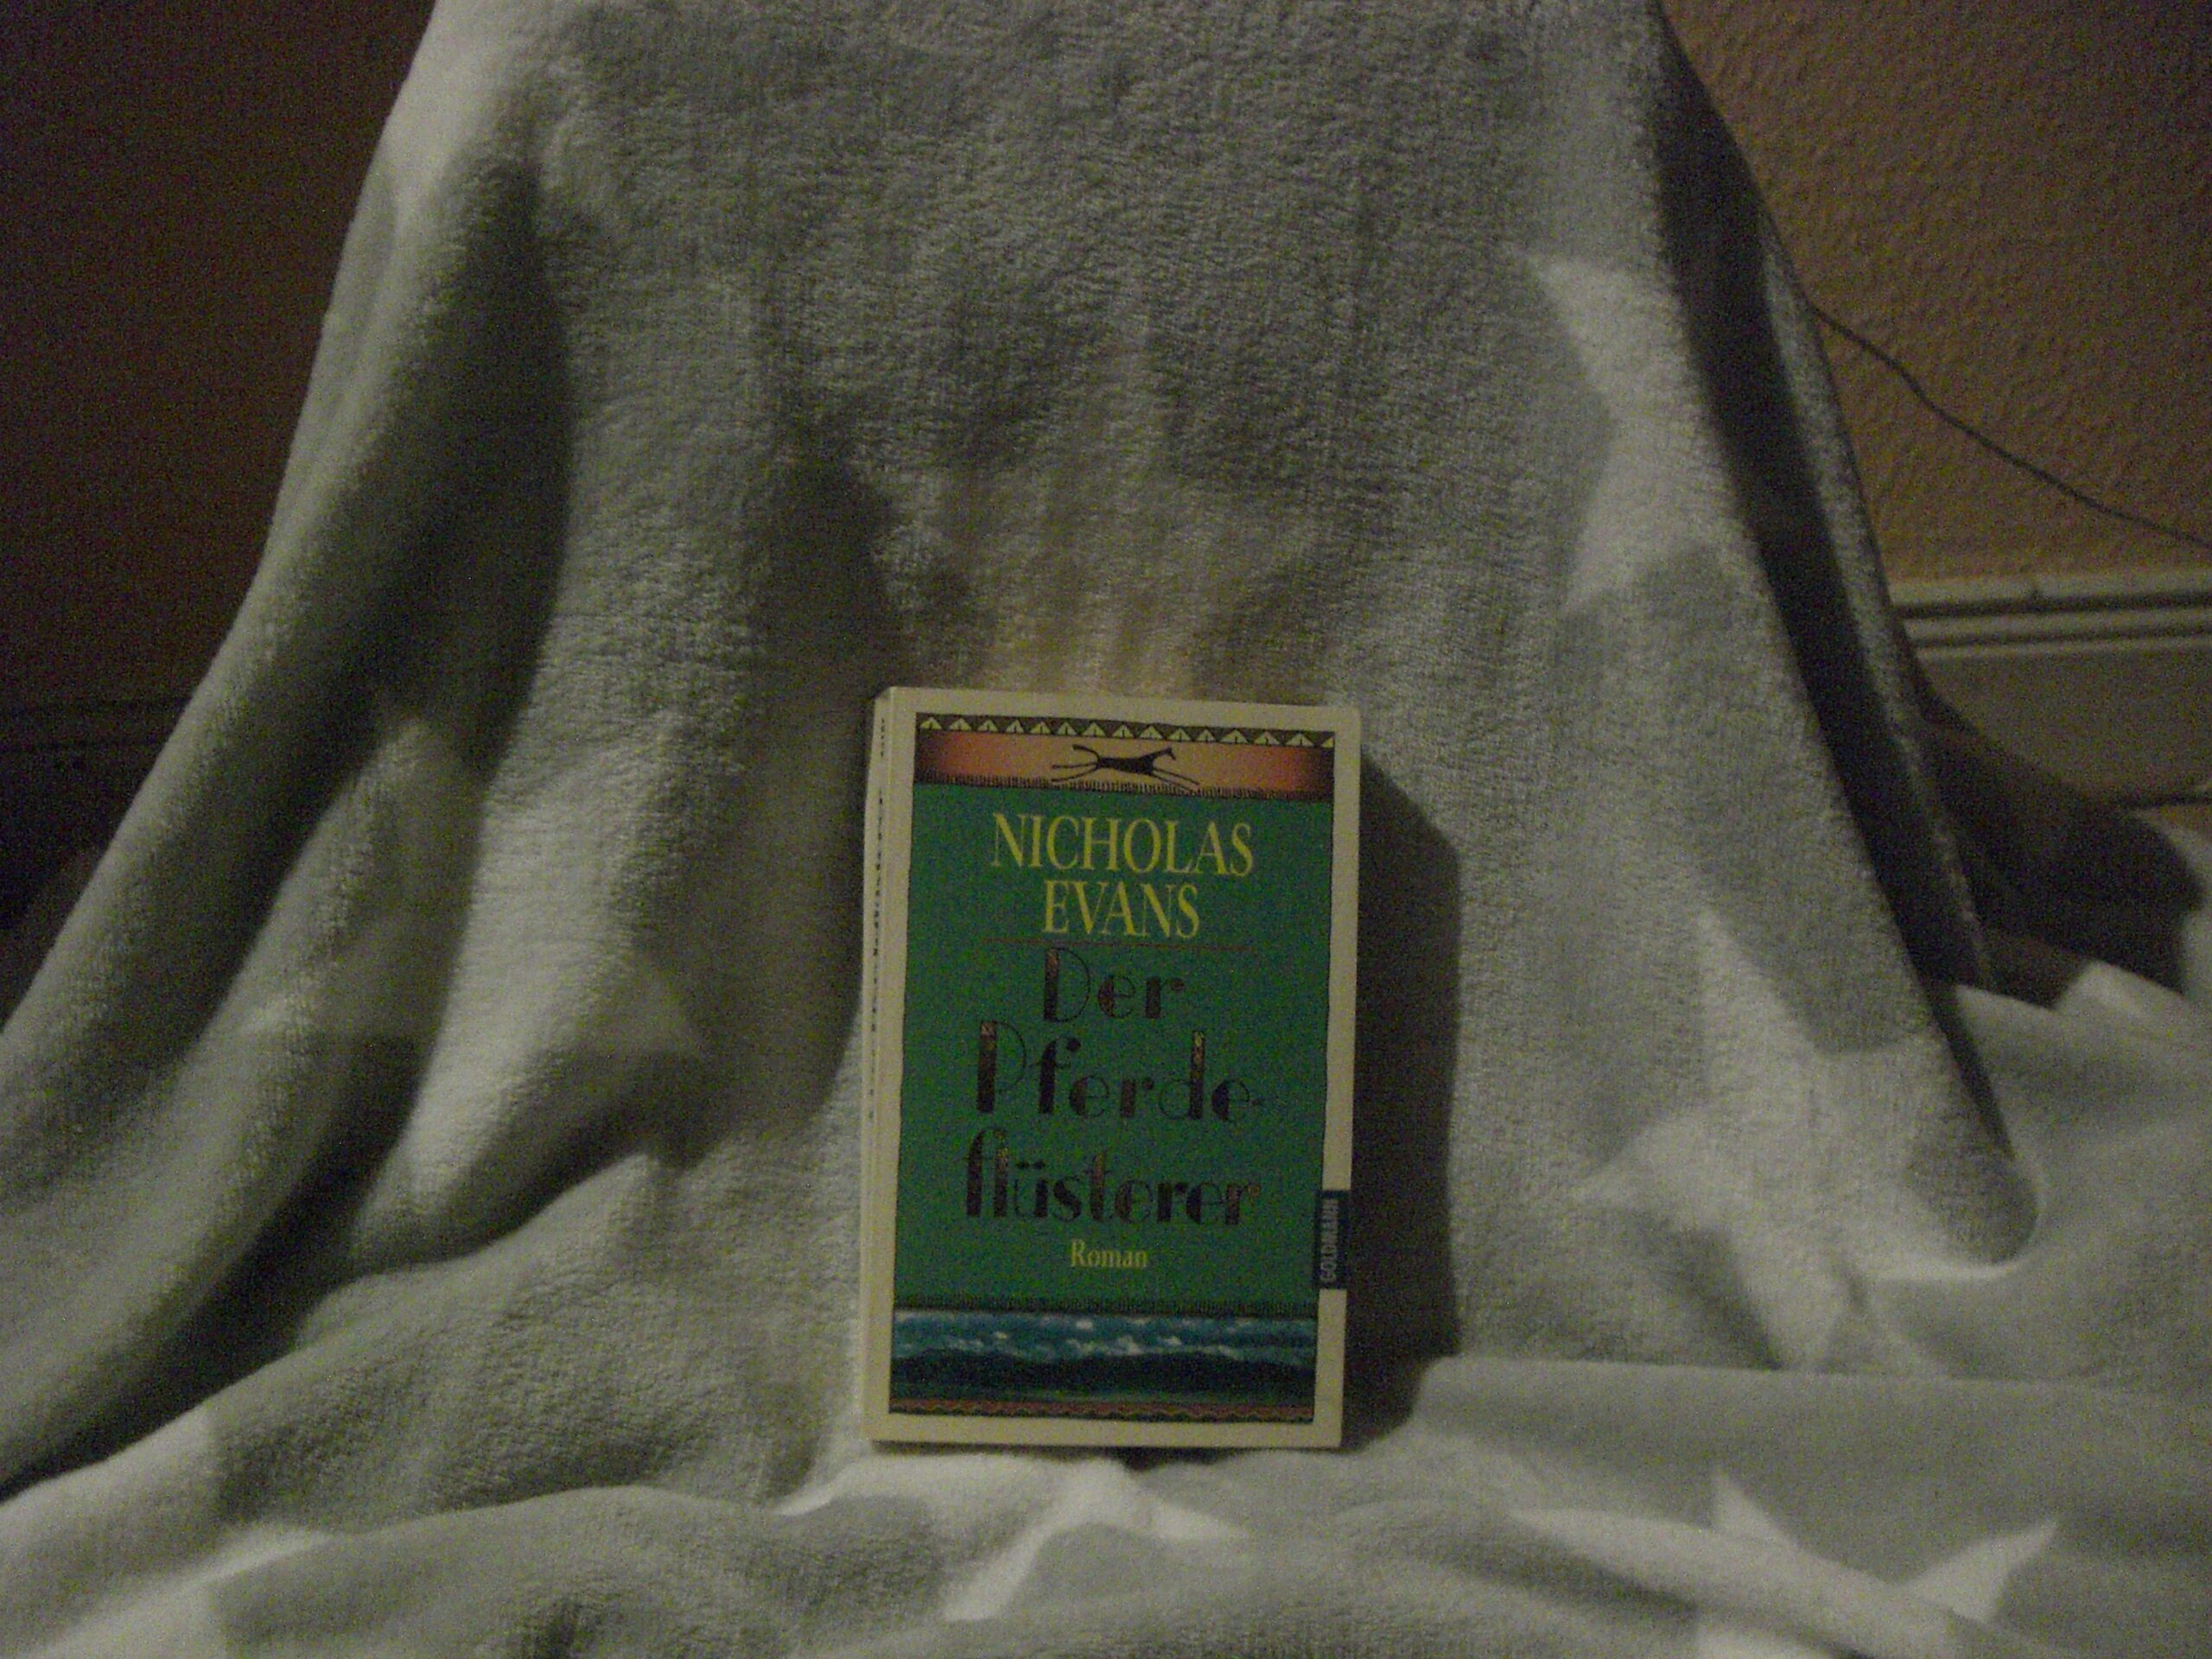 NICHOLAS
EVANS
Der
Pferde-
flüsterer
Roman
GOLDMANN